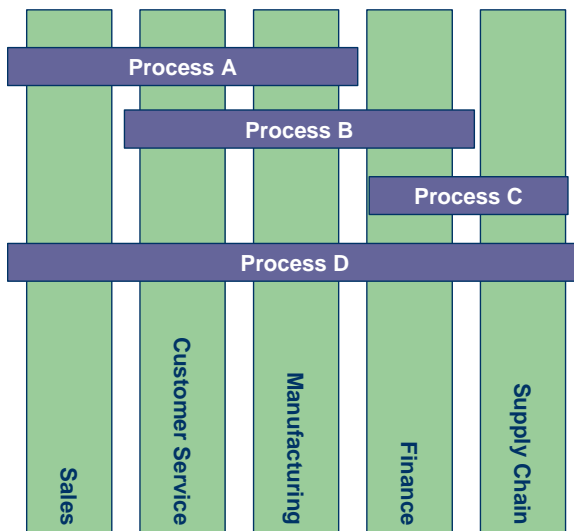 Process A
Process B
Process C
Process D
Sales
Customer Service
Manufacturing
Finance
Supply Chain